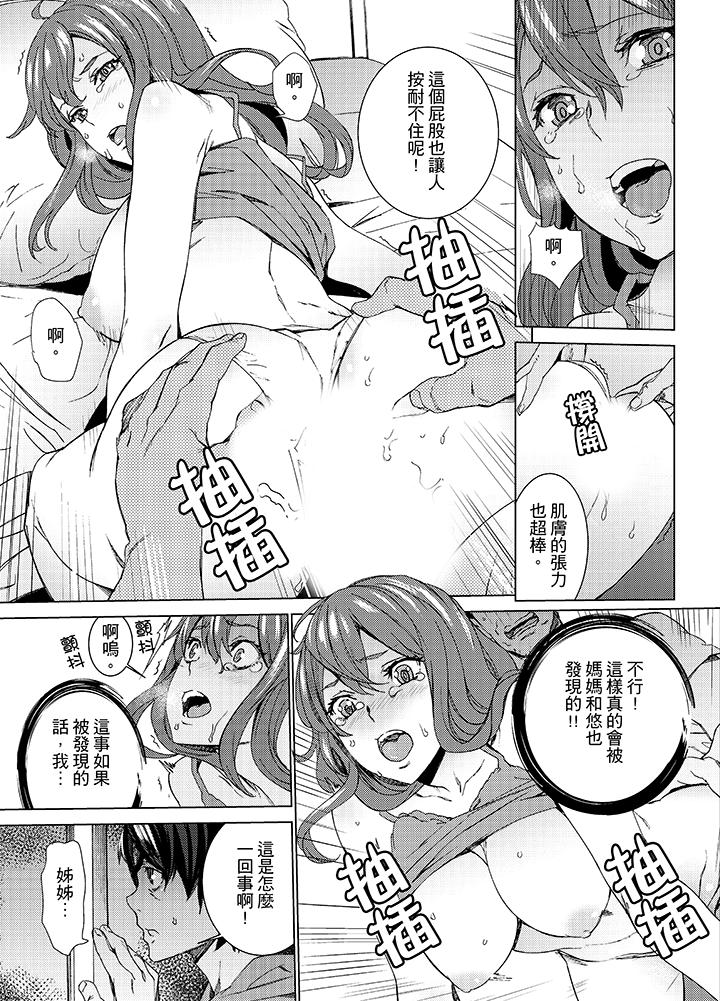 啊。
這個屁股也讓人
按耐不住呢！
啊。
啊。
抽插
抽插
撐開
肌膚的張力
也超棒。
不行！
這樣真的會被
媽媽和悠也
發現的!!
抽插
抽插
顫抖
啊嗚。
顫抖
這事如果
被發現的
話，我…
這是怎麼
一回事啊！
姊姊…